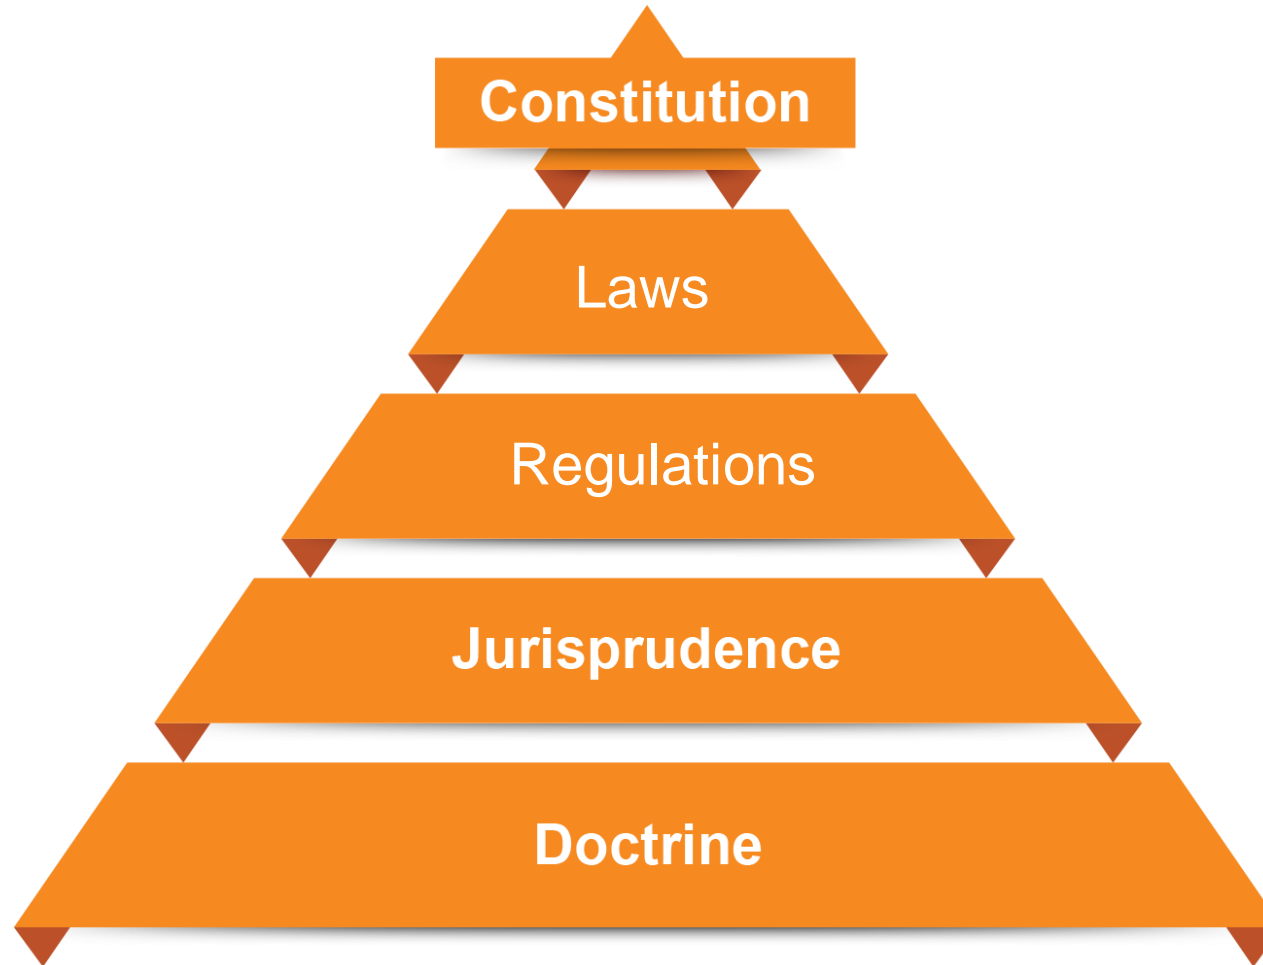 Constitution
Laws
Regulations
Jurisprudence
Doctrine